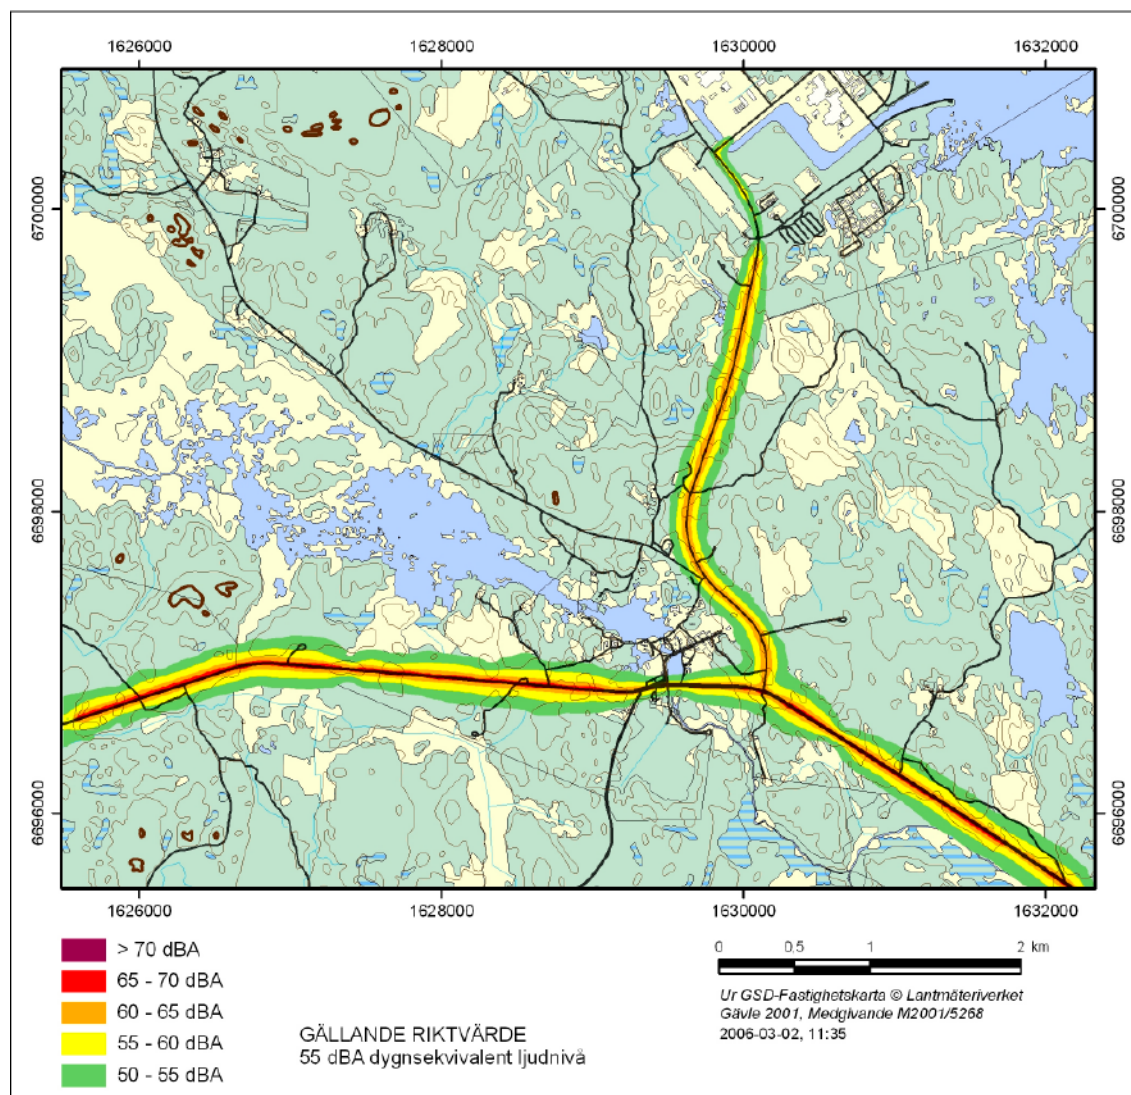 1626000 1628000 1630000 1632000
6700000 6700000
6698000 6698000
6696000 6696000
1626000 1628000 1630000 1632000
> 70 dBA
65 - 70 dBA
60 - 65 dBA
55 - 60 dBA
50 - 55 dBA
GÄLLANDE RIKTVÄRDE
55 dBA dygnsekvivalent ljudnivå
0 0,5 1 2 km
Ur GSD-Fastighetskarta © Lantmäteriverket
Gävle 2001, Medgivande M2001/5268
2006-03-02, 11:35